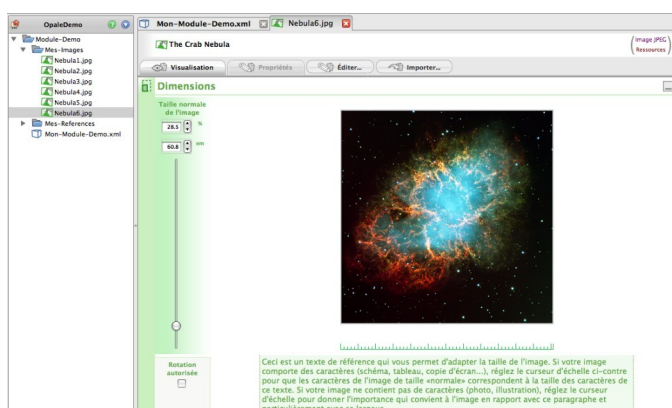 OpaleDemo
Mon-Module-Demo.xml
Nebula6.jpg
Module-Demo
Mes-Images
Nebula1.jpg
Nebula2.jpg
Nebula3.jpg
Nebula4.jpg
Nebula5.jpg
Nebula6.jpg
Mes-References
Mon-Module-Demo.xml
The Crab Nebula
Image JPEG
Ressources
Visualisation
Propriétés
Éditer...
Importer...
Dimensions
Taille normale
de l'image
28.5 %
60.8 em
Rotation
autorisée
Ceci est un texte de référence qui vous permet d'adapter la taille de l'image. Si votre image
comporte des caractères (schéma, tableau, copie d'écran...), réglez le curseur d'échelle ci-contre
pour que les caractères de l'image de taille «normale» correspondent à la taille des caractères de
ce texte. Si votre image ne contient pas de caractères (photo, illustration), réglez le curseur
d'échelle pour donner l'importance qui convient à l'image en rapport avec ce paragraphe et